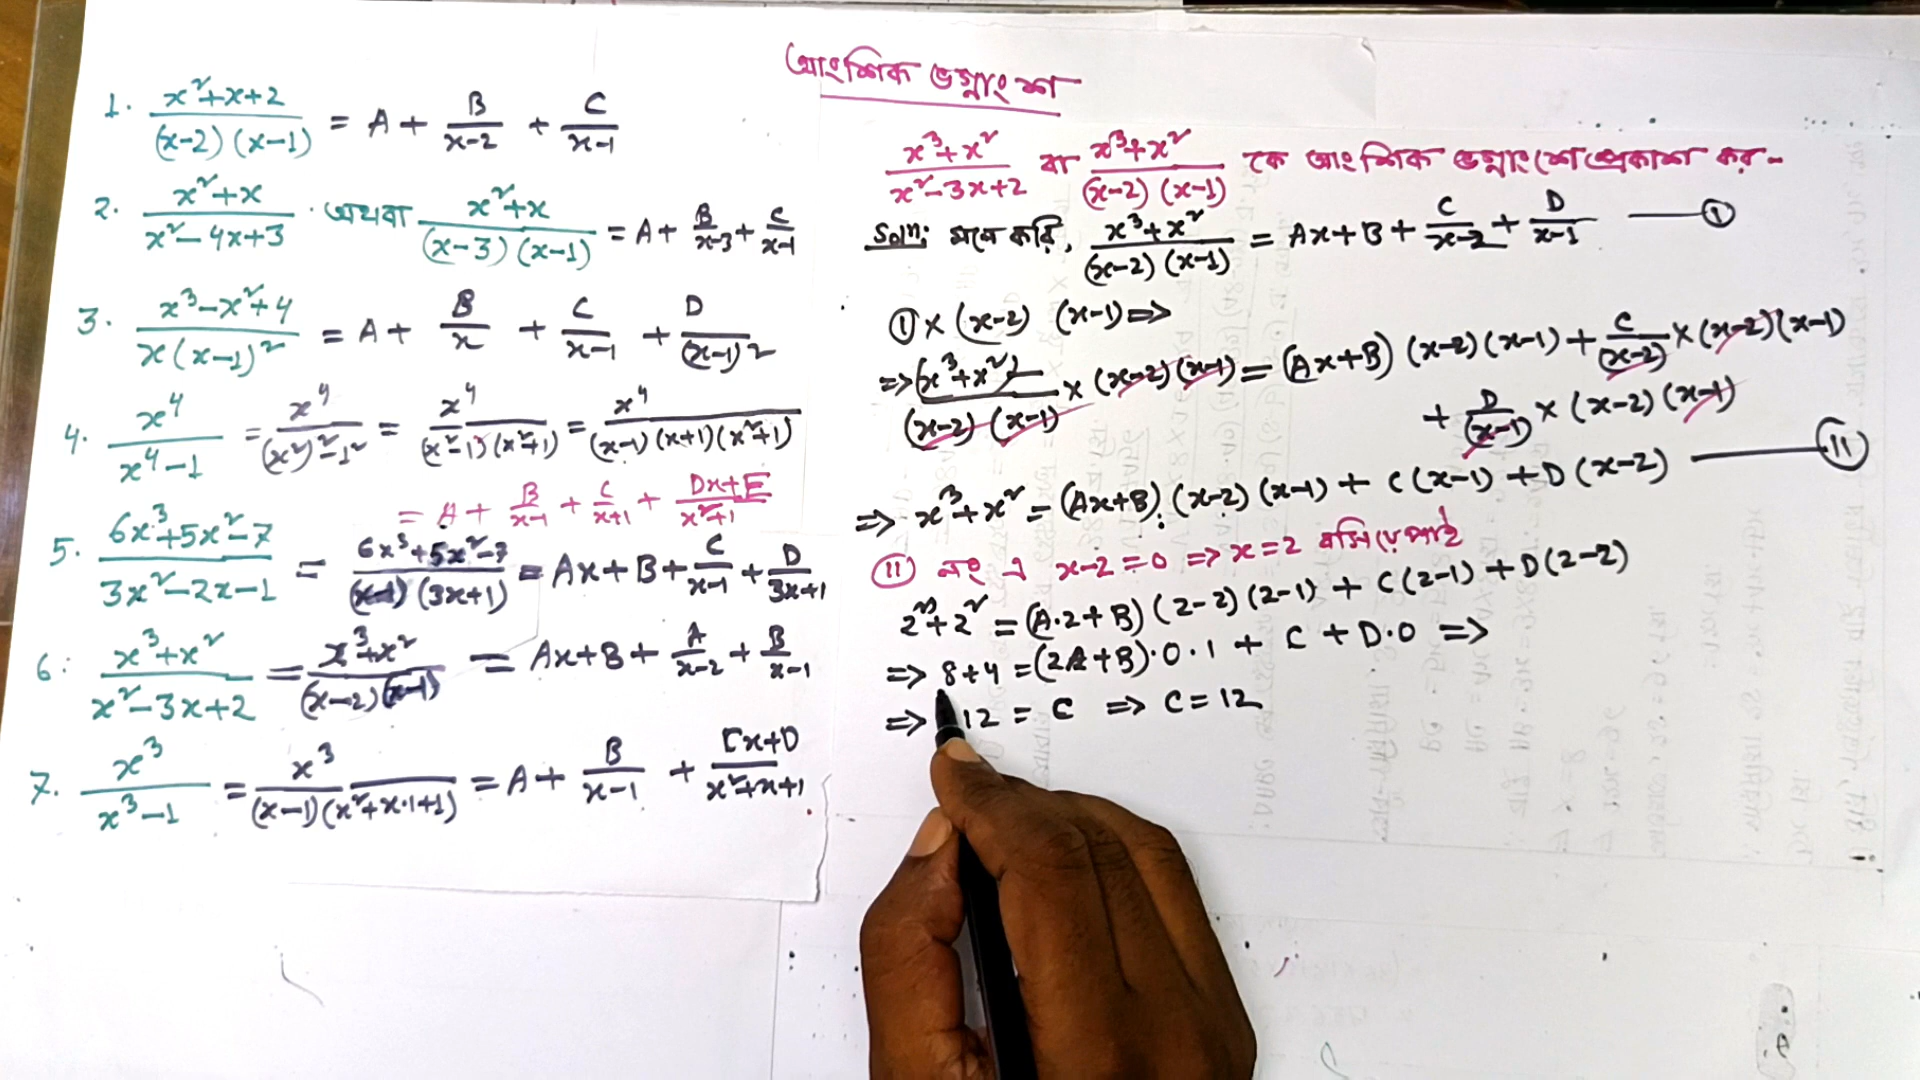 আংশিক ভগ্নাংশ
1. (x²+x+2)/((x-2)(x-1)) = A + B/(x-2) + C/(x-1)
2. (x²+x)/(x²-4x+3) অথবা (x²+x)/((x-3)(x-1)) = A + B/(x-3) + C/(x-1)
3. (x³-x²+4)/(x(x-1)²) = A + B/x + C/(x-1) + D/(x-1)²
4. x⁴/(x⁴-1) = x⁴/((x²)²-1²) = x⁴/((x²-1)(x²+1)) = x⁴/((x-1)(x+1)(x²+1))
= A + B/(x-1) + C/(x+1) + (Dx+E)/(x²+1)
5. (6x³+5x²-7)/(3x²-2x-1) = (6x³+5x²-7)/((x-1)(3x+1)) = Ax+B+C/(x-1)+D/(3x+1)
6: (x³+x²)/(x²-3x+2) = (x³+x²)/((x-2)(x-1)) = Ax+B+A/(x-2)+B/(x-1)
7. x³/(x³-1) = x³/((x-1)(x²+x·1+1)) = A + B/(x-1) + (Cx+D)/(x²+x+1)
(x³+x²)/(x²-3x+2) বা (x³+x²)/((x-2)(x-1)) কে আংশিক ভগ্নাংশে প্রকাশ কর-
Soln: মনে করি, (x³+x²)/((x-2)(x-1)) = Ax+B+C/(x-2)+D/(x-1) —— ①
①×(x-2)(x-1)⇒
⇒ (x³+x²)/((x-2)(x-1)) × (x-2)(x-1) = (Ax+B)(x-2)(x-1) + C/(x-2) × (x-2)(x-1)
+ D/(x-1) × (x-2)(x-1)
⇒ x³+x² = (Ax+B)(x-2)(x-1) + C(x-1) + D(x-2) —— ⑪
⑪ নং এ x-2=0 ⇒ x=2 বসিয়ে পাই
2³+2² = (A·2+B)(2-2)(2-1) + C(2-1) + D(2-2)
⇒ 8+4 = (2A+B)·0·1 + C + D·0 ⇒
⇒ 12 = C ⇒ C=12